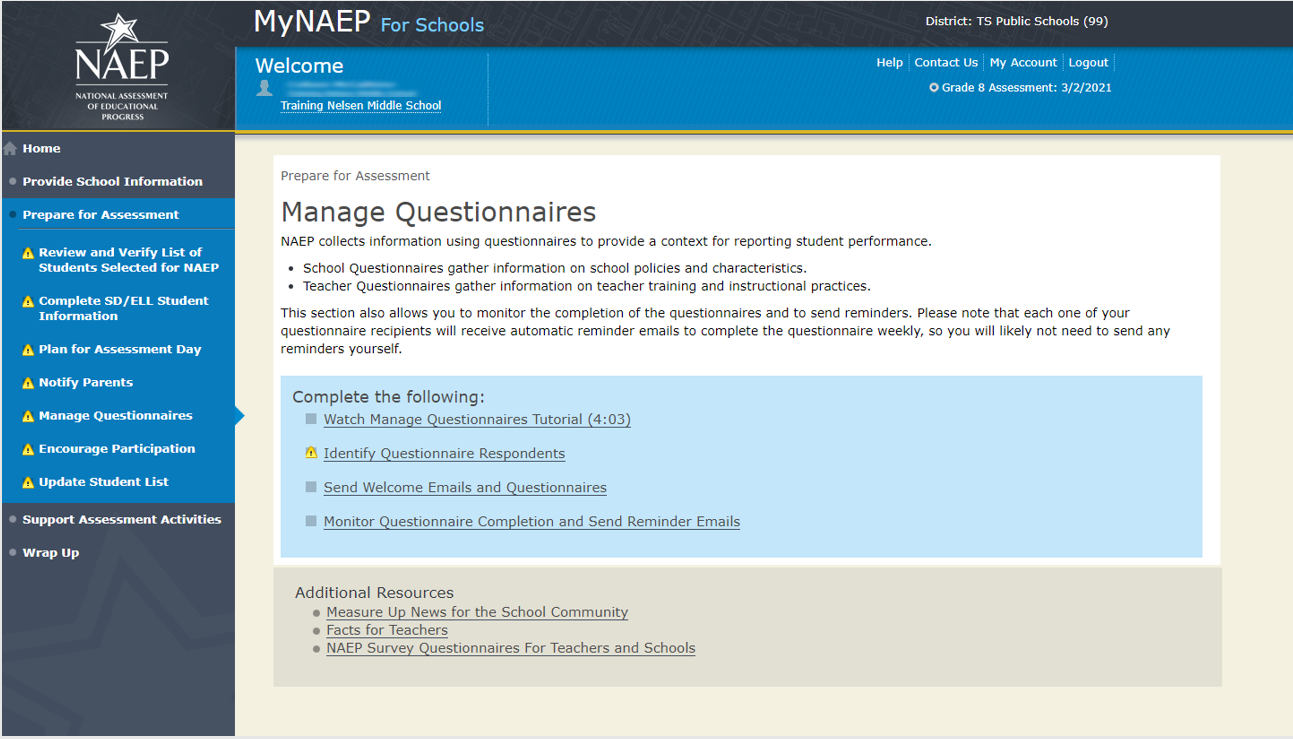 NAEP
NATIONAL ASSESSMENT
OF EDUCATIONAL
PROGRESS
MyNAEP For Schools
District: TS Public Schools (99)
Welcome
Training Nelsen Middle School
Help Contact Us My Account Logout
Grade 8 Assessment: 3/2/2021
Home
Provide School Information
Prepare for Assessment
Review and Verify List of
Students Selected for NAEP
Complete SD/ELL Student
Information
Plan for Assessment Day
Notify Parents
Manage Questionnaires
Encourage Participation
Update Student List
Support Assessment Activities
Wrap Up
Prepare for Assessment
Manage Questionnaires
NAEP collects information using questionnaires to provide a context for reporting student performance.
• School Questionnaires gather information on school policies and characteristics.
• Teacher Questionnaires gather information on teacher training and instructional practices.
This section also allows you to monitor the completion of the questionnaires and to send reminders. Please note that each one of your
questionnaire recipients will receive automatic reminder emails to complete the questionnaire weekly, so you will likely not need to send any
reminders yourself.
Complete the following:
Watch Manage Questionnaires Tutorial (4:03)
Identify Questionnaire Respondents
Send Welcome Emails and Questionnaires
Monitor Questionnaire Completion and Send Reminder Emails
Additional Resources
Measure Up News for the School Community
Facts for Teachers
NAEP Survey Questionnaires For Teachers and Schools